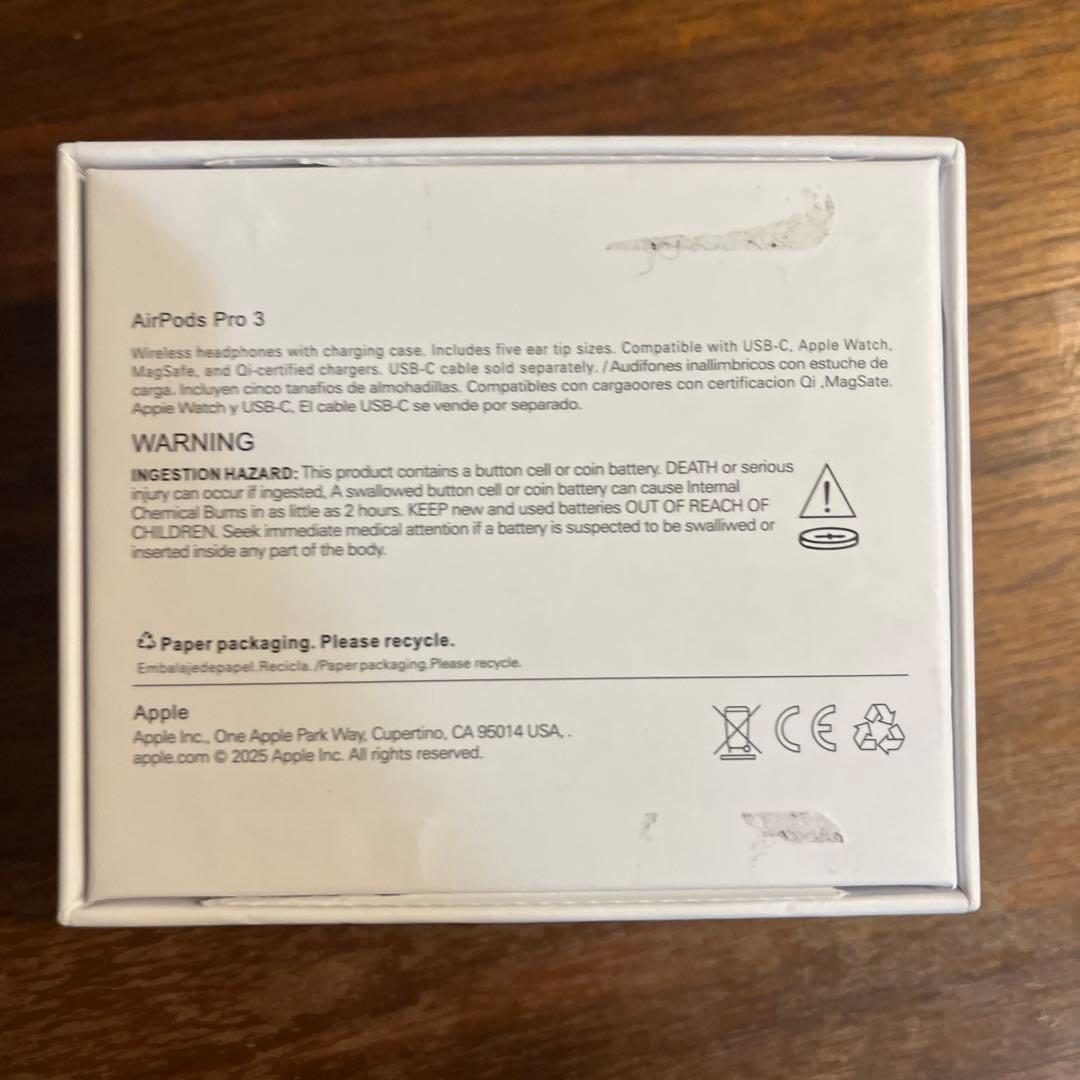 AirPods Pro 3
Wireless headphones with charging case. Includes five ear tip sizes. Compatible with USB-C, Apple Watch,
MagSafe, and Qi-certified chargers. USB-C cable sold separately. /Audifones inallimbricos con estuche de
carga. Incluyen cinco tanafios de almohadillas. Compatibles con cargaoores con certificacion Qi ,MagSate.
Appie Watch y USB-C, El cable USB-C se vende por separado.
WARNING
INGESTION HAZARD: This product contains a button cell or coin battery. DEATH or serious
injury can occur if ingested, A swallowed button cell or coin battery can cause Internal
Chemical Bums in as little as 2 hours. KEEP new and used batteries OUT OF REACH OF
CHILDREN. Seek immediate medical attention if a battery is suspected to be swalliwed or
inserted inside any part of the body.
Paper packaging. Please recycle.
Embalajedepapel.Recicla./Paper packaging.Please recycle.
Apple
Apple Inc., One Apple Park Way, Cupertino, CA 95014 USA, .
apple.com © 2025 Apple Inc. All rights reserved.
CE